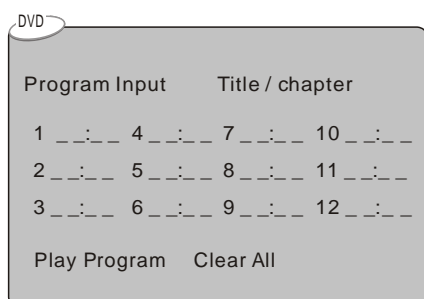 DVD
Program Input Title / chapter
1 _ _:_ _ 4 _ _:_ _ 7 _ _:_ _ 10 _ _:_ _
2 _ _:_ _ 5 _ _:_ _ 8 _ _:_ _ 11 _ _:_ _
3 _ _:_ _ 6 _ _:_ _ 9 _ _:_ _ 12 _ _:_ _
Play Program Clear All